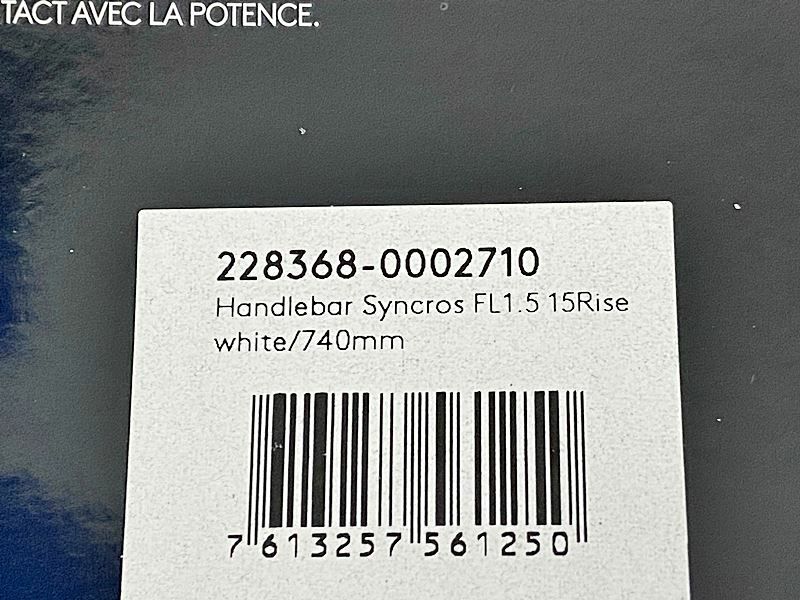 TACT AVEC LA POTENCE.
228368-0002710
Handlebar Syncros FL1.5 15Rise
white/740mm
7 613257 561250